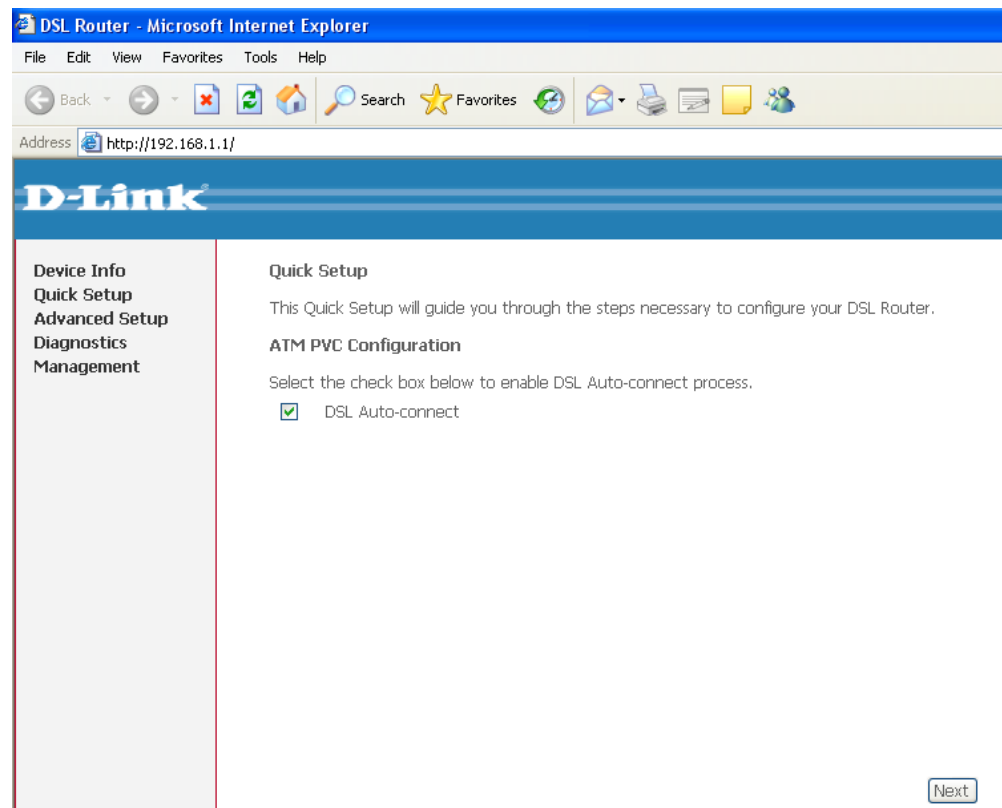 DSL Router - Microsoft Internet Explorer
File Edit View Favorites Tools Help
Back Search Favorites
Address http://192.168.1.1/
D-Link
Device Info
Quick Setup
Advanced Setup
Diagnostics
Management
Quick Setup
This Quick Setup will guide you through the steps necessary to configure your DSL Router.
ATM PVC Configuration
Select the check box below to enable DSL Auto-connect process.
DSL Auto-connect
Next